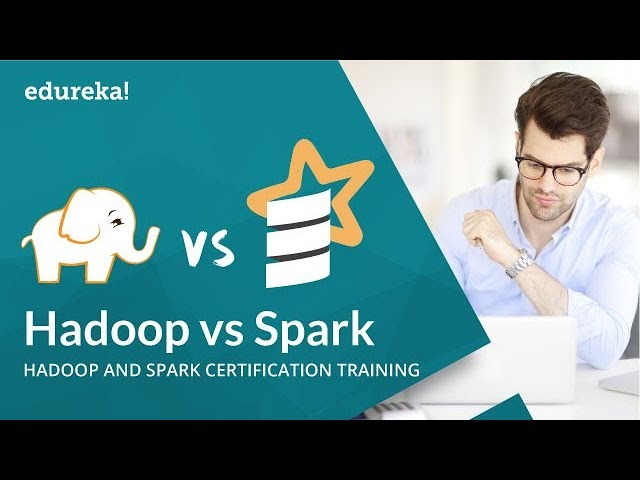 edureka!
VS
Hadoop vs Spark
HADOOP AND SPARK CERTIFICATION TRAINING